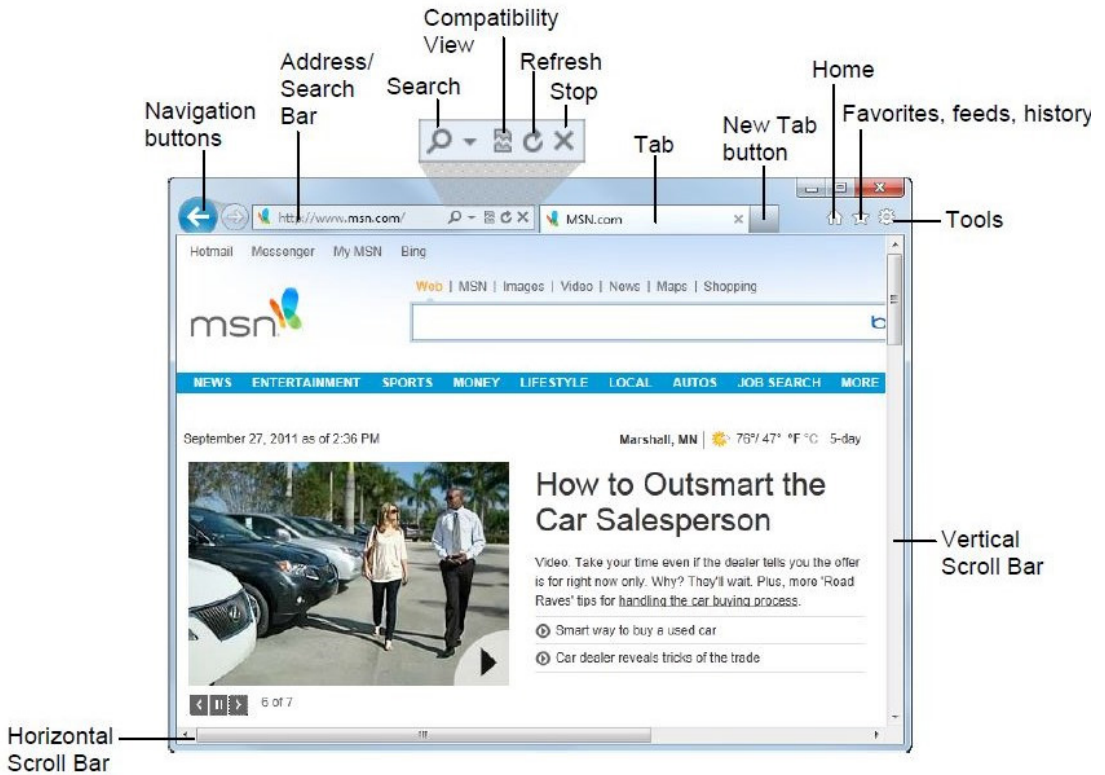 Compatibility
View
Address/
Search
Bar
Search
Refresh
Stop
Home
Navigation
buttons
Tab
New Tab
button
Favorites, feeds, history
http://www.msn.com/
MSN.com
Tools
Hotmail Messenger My MSN Bing
Web | MSN | Images | Video | News | Maps | Shopping
msn
b
NEWS ENTERTAINMENT SPORTS MONEY LIFESTYLE LOCAL AUTOS JOB SEARCH MORE
September 27, 2011 as of 2:36 PM
Marshall, MN | 76°/ 47° °F °C 5-day
How to Outsmart the
Car Salesperson
Video: Take your time even if the dealer tells you the offer
is for right now only. Why? They'll wait. Plus, more 'Road
Raves' tips for handling the car buying process.
Smart way to buy a used car
Car dealer reveals tricks of the trade
6 of 7
Vertical
Scroll Bar
Horizontal
Scroll Bar